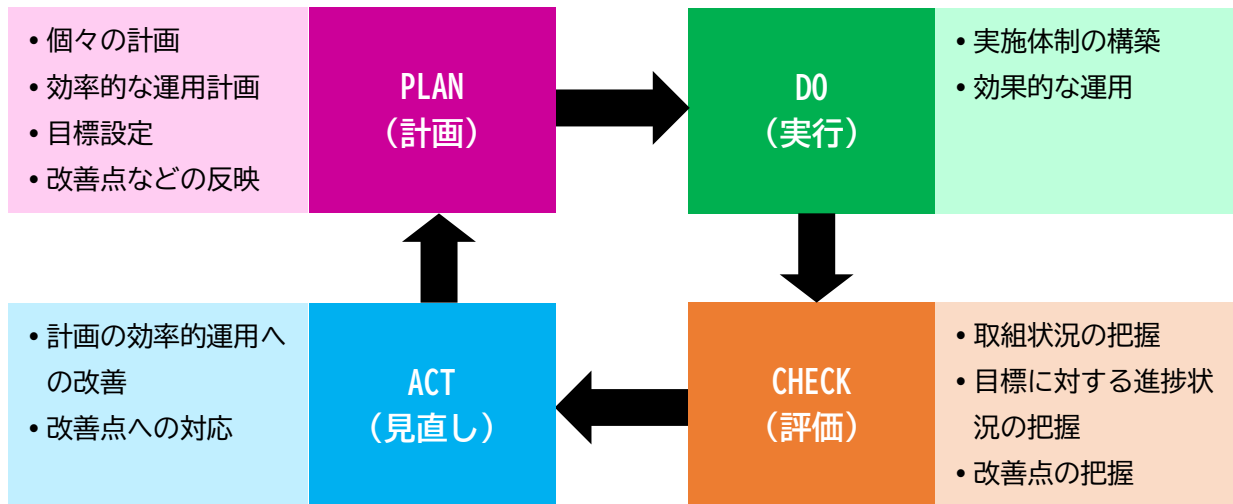 • 個々の計画
• 効率的な運用計画
• 目標設定
• 改善点などの反映
PLAN
（計画）
DO
（実行）
• 実施体制の構築
• 効果的な運用
• 計画の効率的運用へ
の改善
• 改善点への対応
ACT
（見直し）
CHECK
（評価）
• 取組状況の把握
• 目標に対する進捗状
況の把握
• 改善点の把握